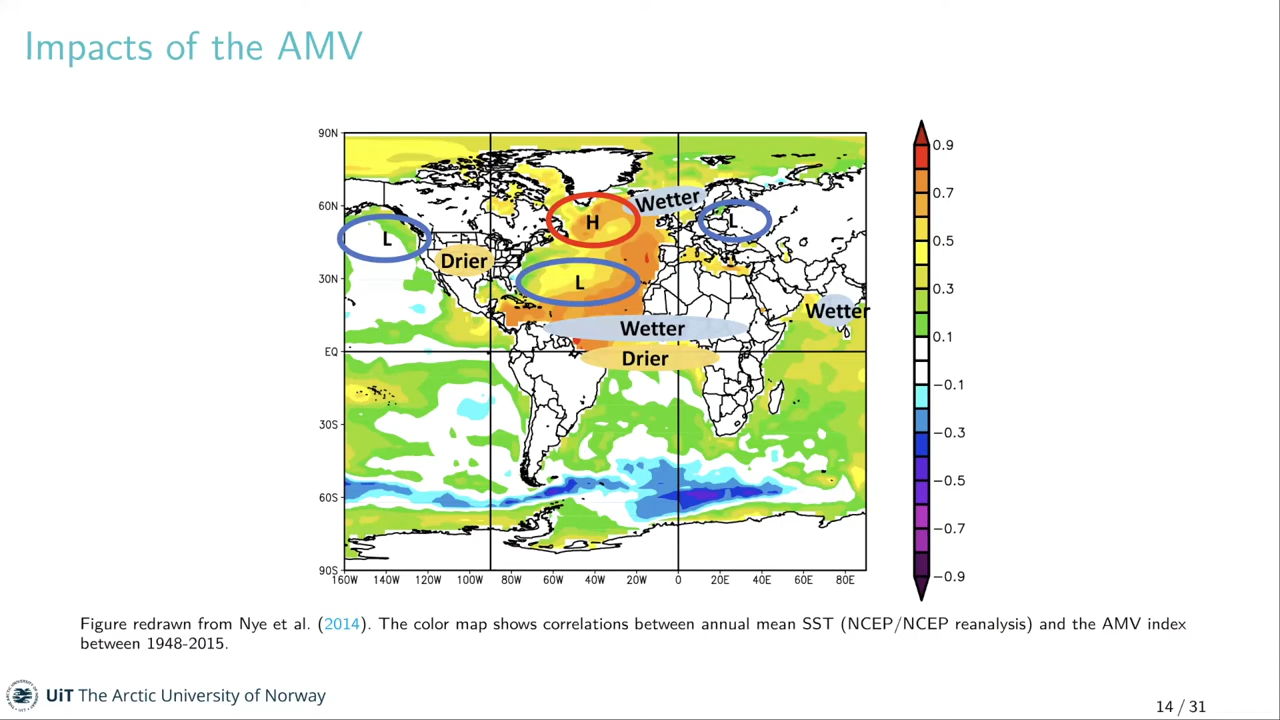 Impacts of the AMV
90N
60N
30N
EQ
30S
60S
90S
160W 140W 120W 100W 80W 60W 40W 20W 0 20E 40E 60E 80E
Wetter
H
L
L
Drier
L
Wetter
Wetter
Drier
0.9
0.7
0.5
0.3
0.1
−0.1
−0.3
−0.5
−0.7
−0.9
Figure redrawn from Nye et al. (2014). The color map shows correlations between annual mean SST (NCEP/NCEP reanalysis) and the AMV index
between 1948-2015.
UiT The Arctic University of Norway
14 / 31